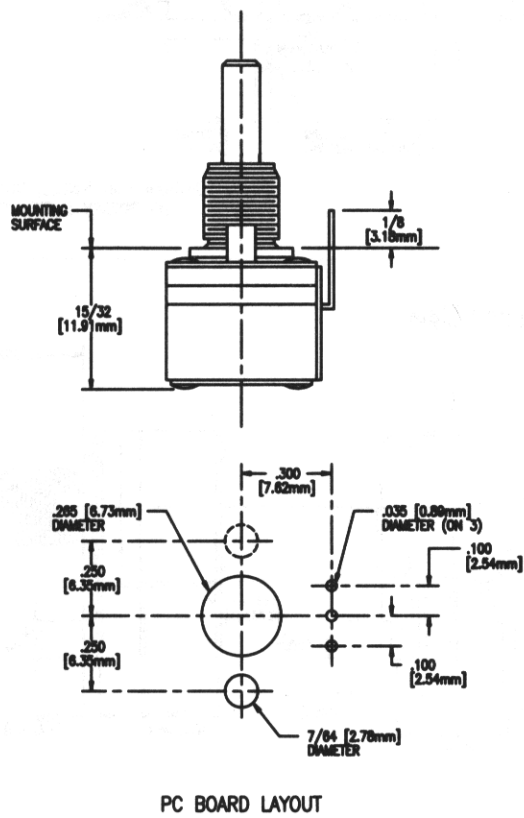 MOUNTING
SURFACE
1/8
[3.18mm]
15/32
[11.91mm]
.300
[7.62mm]
.265 [6.73mm]
DIAMETER
.035 [0.89mm]
DIAMETER (ON 3)
.100
[2.54mm]
.250
[6.35mm]
.250
[6.35mm]
.100
[2.54mm]
7/64 [2.78mm]
DIAMETER
PC BOARD LAYOUT